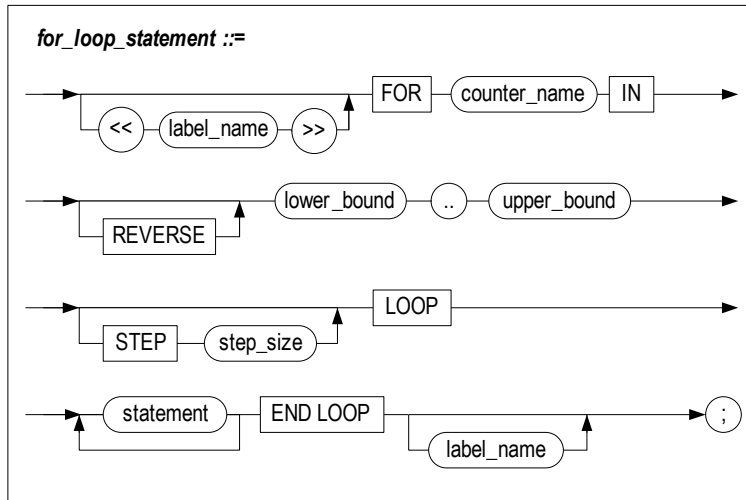 for_loop_statement ::=
FOR counter_name IN
<< label_name >>
lower_bound .. upper_bound
REVERSE
LOOP
STEP step_size
statement END LOOP ;
label_name